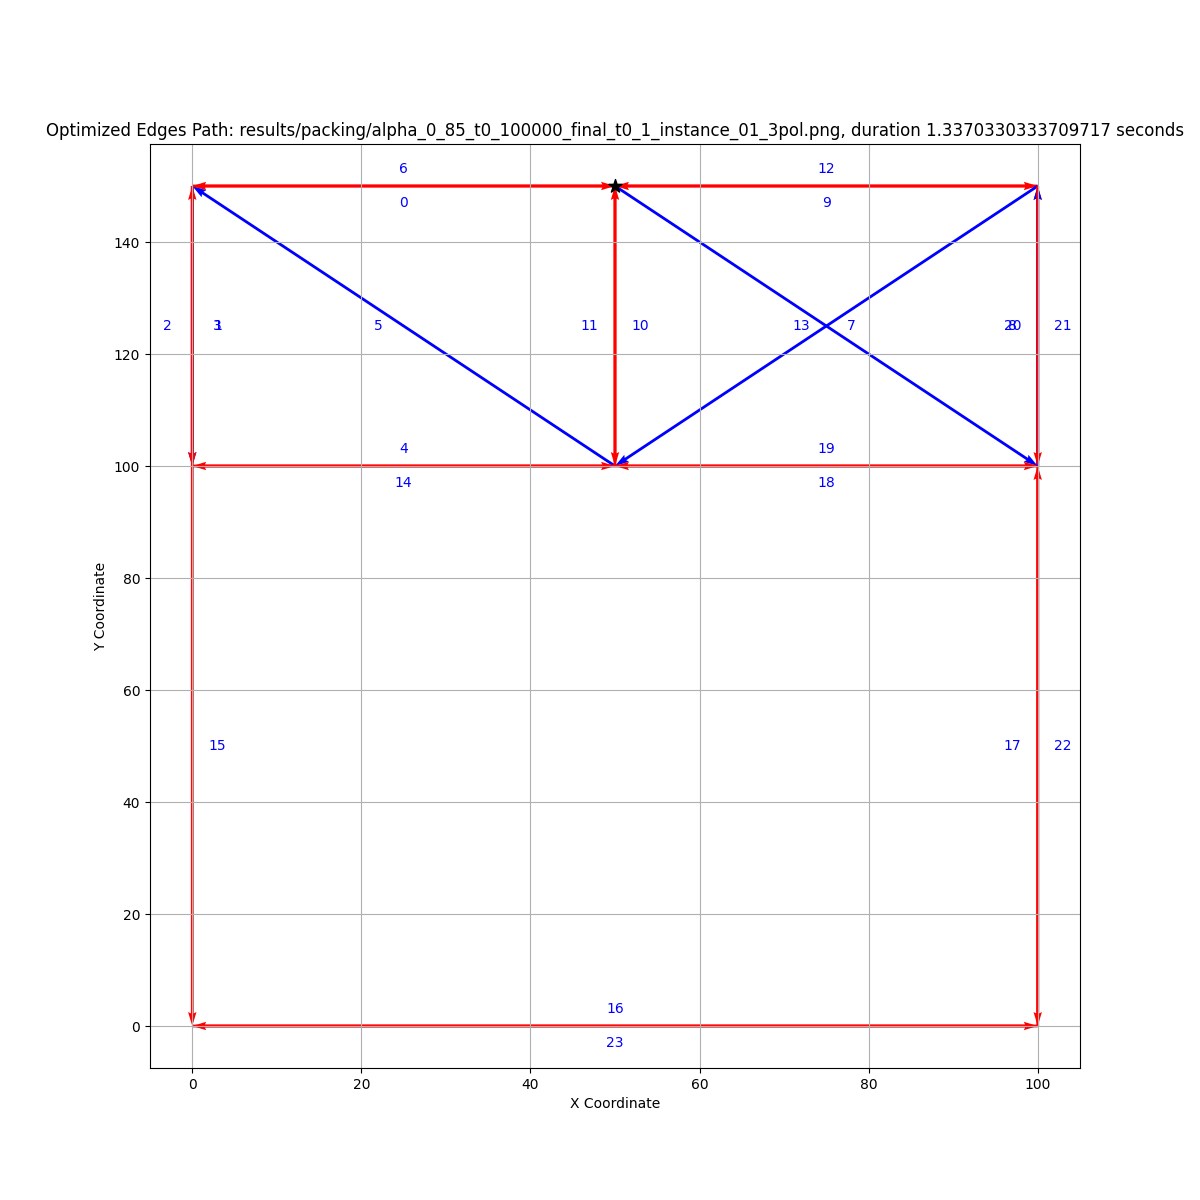 Optimized Edges Path: results/packing/alpha_0_85_t0_100000_final_t0_1_instance_01_3pol.png, duration 1.3370330333709717 seconds
6 12
0 9
140
2 3 1 5 11 10 13 7 20 8 21
120
4 19
100
14 18
80
Y Coordinate
60
15 17 22
40
20
16
0
23
0 20 40 60 80 100
X Coordinate